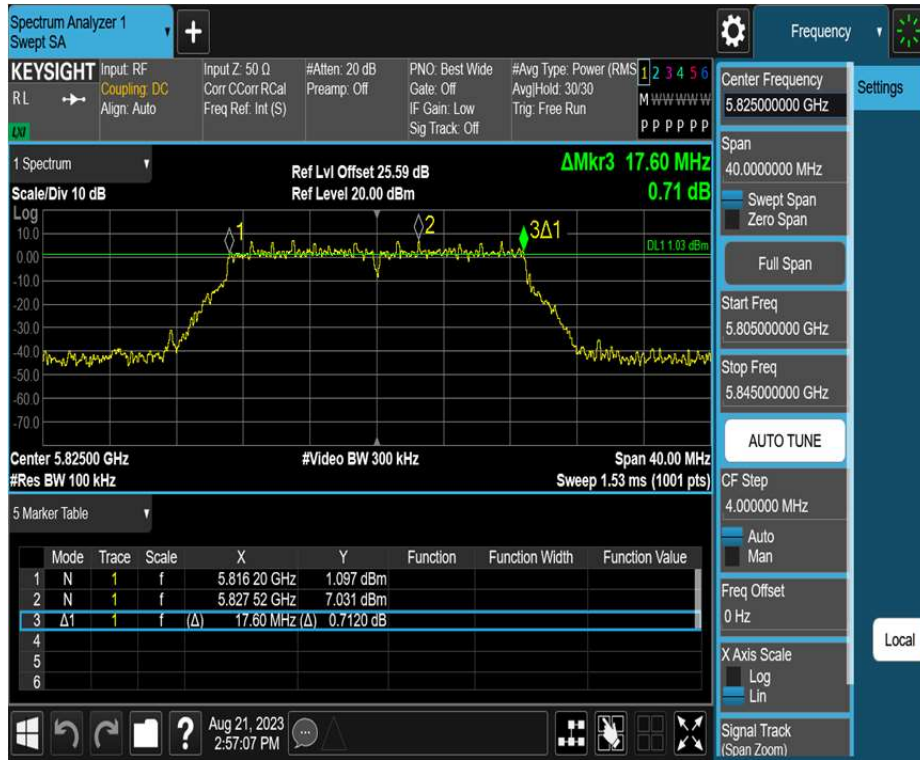 Spectrum Analyzer 1
Swept SA
+
Frequency
KEYSIGHT
RL
LXI
Input: RF
Coupling: DC
Align: Auto
Input Z: 50 Ω
Corr CCorr RCal
Freq Ref: Int (S)
#Atten: 20 dB
Preamp: Off
PNO: Best Wide
Gate: Off
IF Gain: Low
Sig Track: Off
#Avg Type: Power (RMS
Avg|Hold: 30/30
Trig: Free Run
1 2 3 4 5 6
M W W W W W
P P P P P P
1 Spectrum
Scale/Div 10 dB
Ref Lvl Offset 25.59 dB
Ref Level 20.00 dBm
ΔMkr3 17.60 MHz
0.71 dB
Log
10.0
0.00
-10.0
-20.0
-30.0
-40.0
-50.0
-60.0
-70.0
1
2
3Δ1
DL1 1.03 dBm
Center 5.82500 GHz
#Res BW 100 kHz
#Video BW 300 kHz
Span 40.00 MHz
Sweep 1.53 ms (1001 pts)
5 Marker Table
Mode Trace Scale X Y Function Function Width Function Value
1 N 1 f 5.816 20 GHz 1.097 dBm
2 N 1 f 5.827 52 GHz 7.031 dBm
3 Δ1 1 f (Δ) 17.60 MHz (Δ) 0.7120 dB
4
5
6
?
Aug 21, 2023
2:57:07 PM
Center Frequency
5.825000000 GHz
Settings
Span
40.0000000 MHz
Swept Span
Zero Span
Full Span
Start Freq
5.805000000 GHz
Stop Freq
5.845000000 GHz
AUTO TUNE
CF Step
4.000000 MHz
Auto
Man
Freq Offset
0 Hz
Local
X Axis Scale
Log
Lin
Signal Track
(Span Zoom)